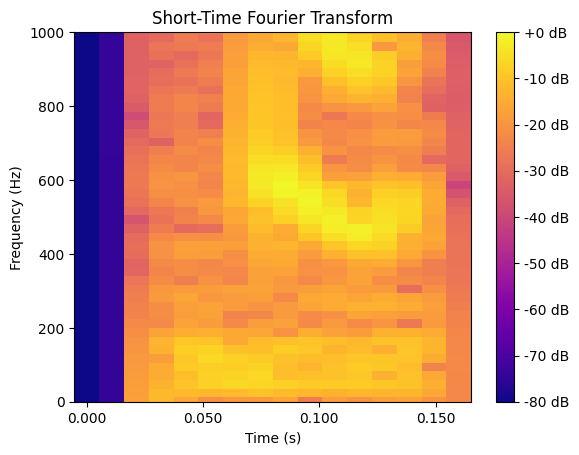 Short-Time Fourier Transform
1000
800
600
400
200
0
Frequency (Hz)
0.000
0.050
0.100
0.150
Time (s)
+0 dB
-10 dB
-20 dB
-30 dB
-40 dB
-50 dB
-60 dB
-70 dB
-80 dB